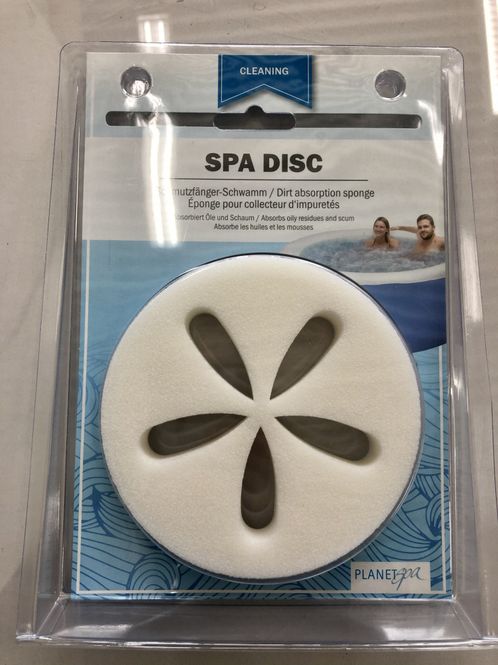 CLEANING
SPA DISC
Schmutzfänger-Schwamm / Dirt absorption sponge
Éponge pour collecteur d'impuretés
Absorbiert Öle und Schaum / Absorbs oily residues and scum
Absorbe les huiles et les mousses
PLANET spa